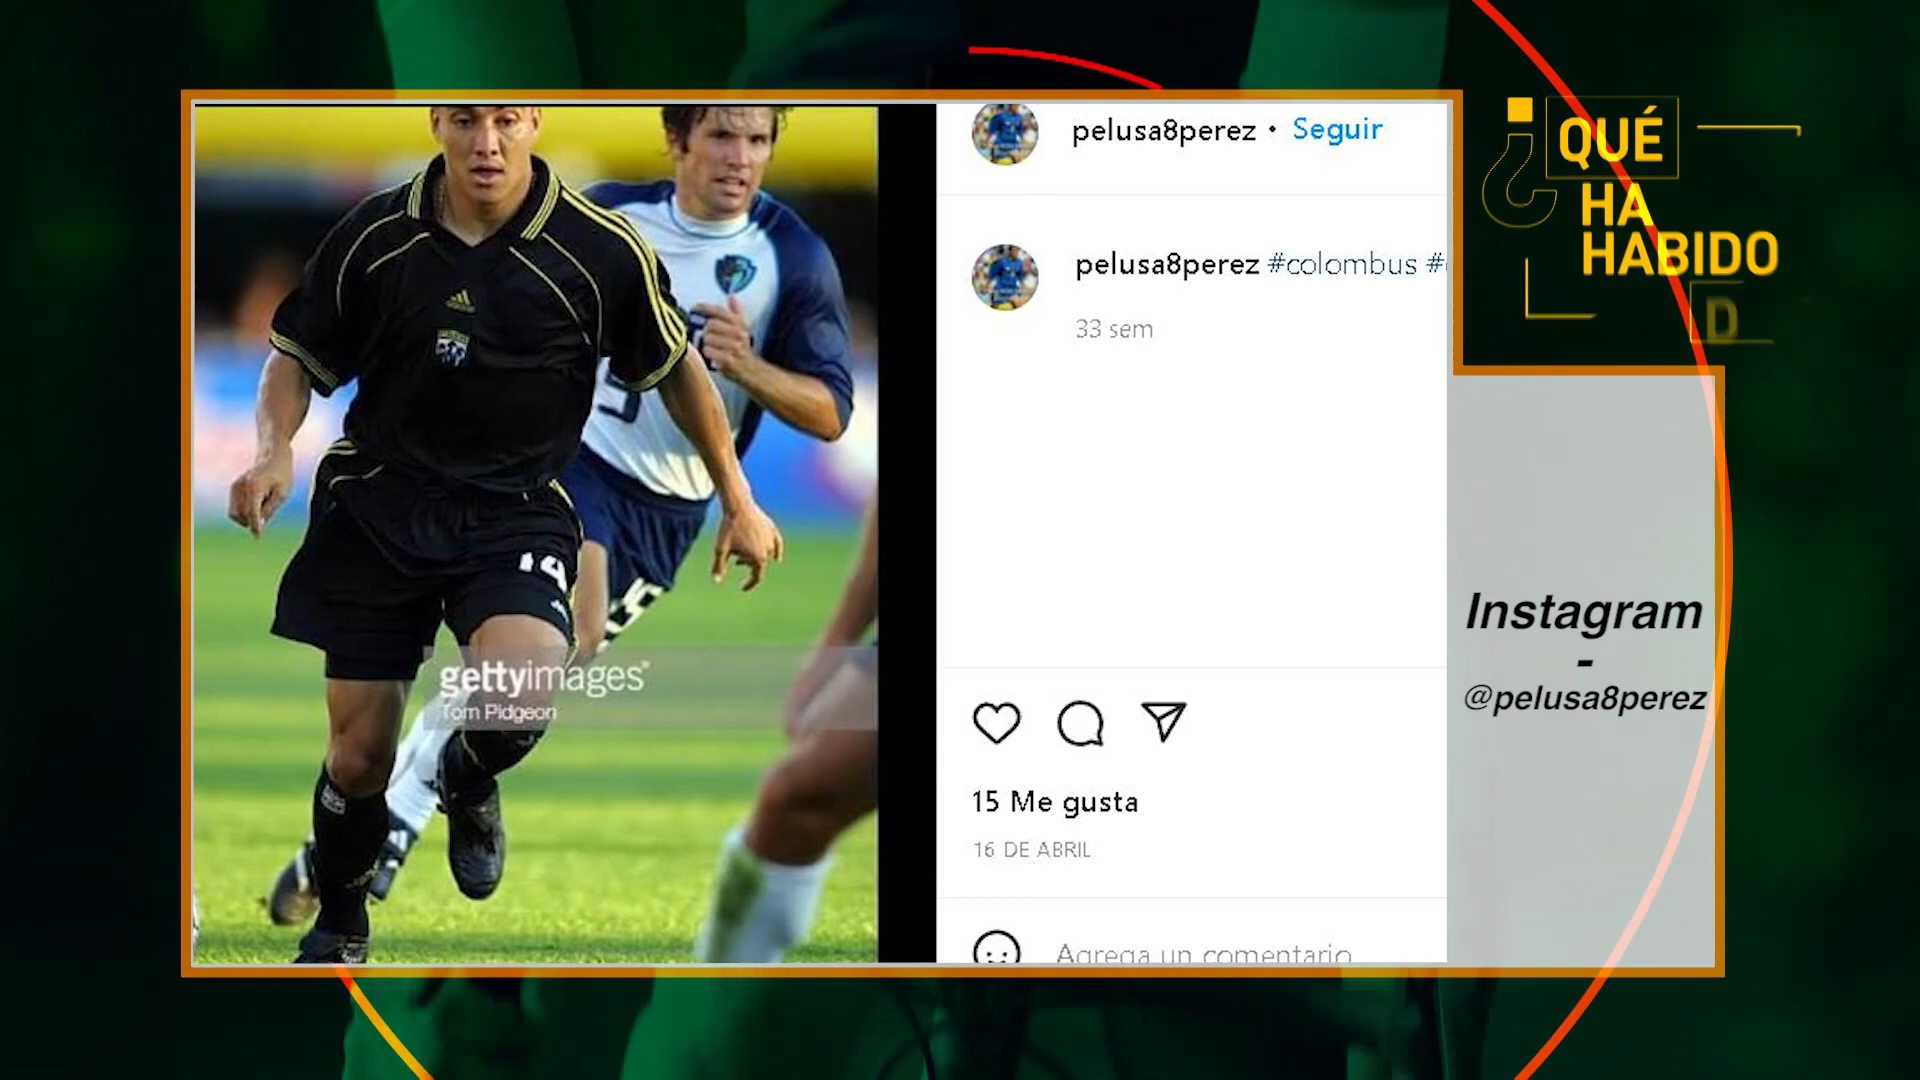 pelusa8perez • Seguir
pelusa8perez #colombus #
33 sem
14
gettyimages®
Tom Pidgeon
15 Me gusta
16 DE ABRIL
Agrega un comentario
¿QUÉ
HA
HABIDO
D
Instagram
-
@pelusa8perez